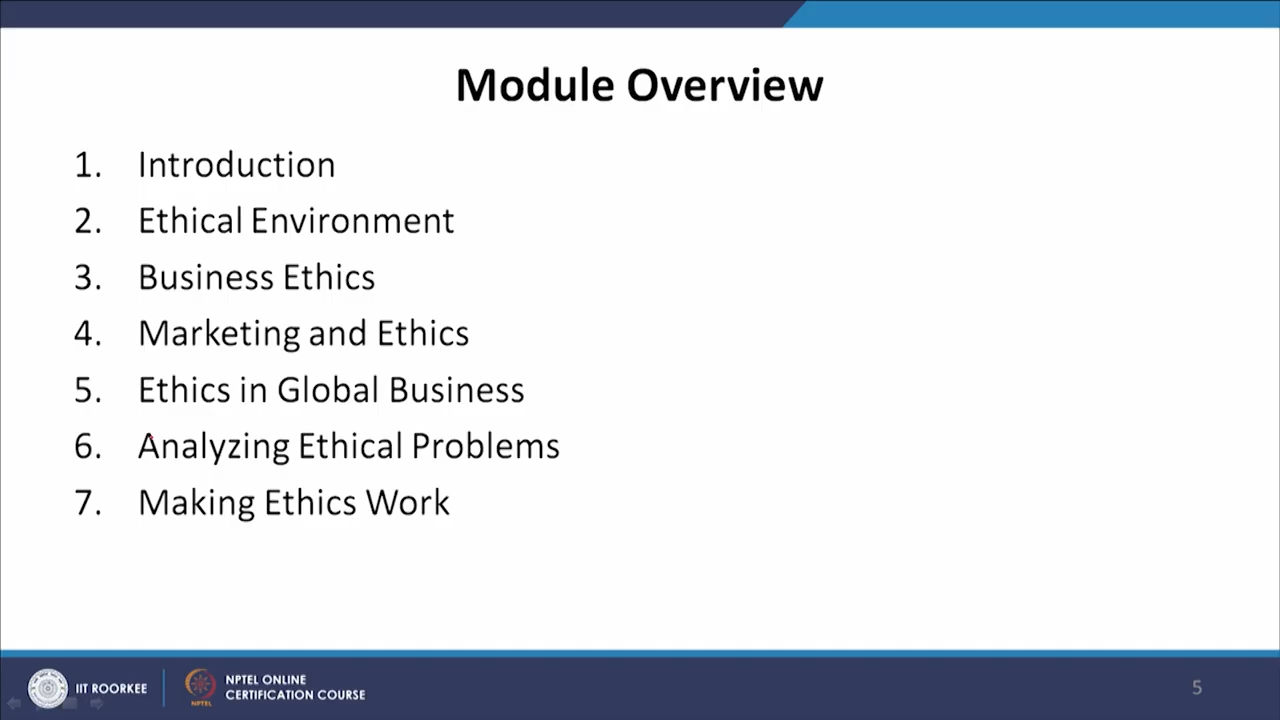 Module Overview
1. Introduction
2. Ethical Environment
3. Business Ethics
4. Marketing and Ethics
5. Ethics in Global Business
6. Analyzing Ethical Problems
7. Making Ethics Work
IIT ROORKEE
NPTEL
NPTEL ONLINE
CERTIFICATION COURSE
5